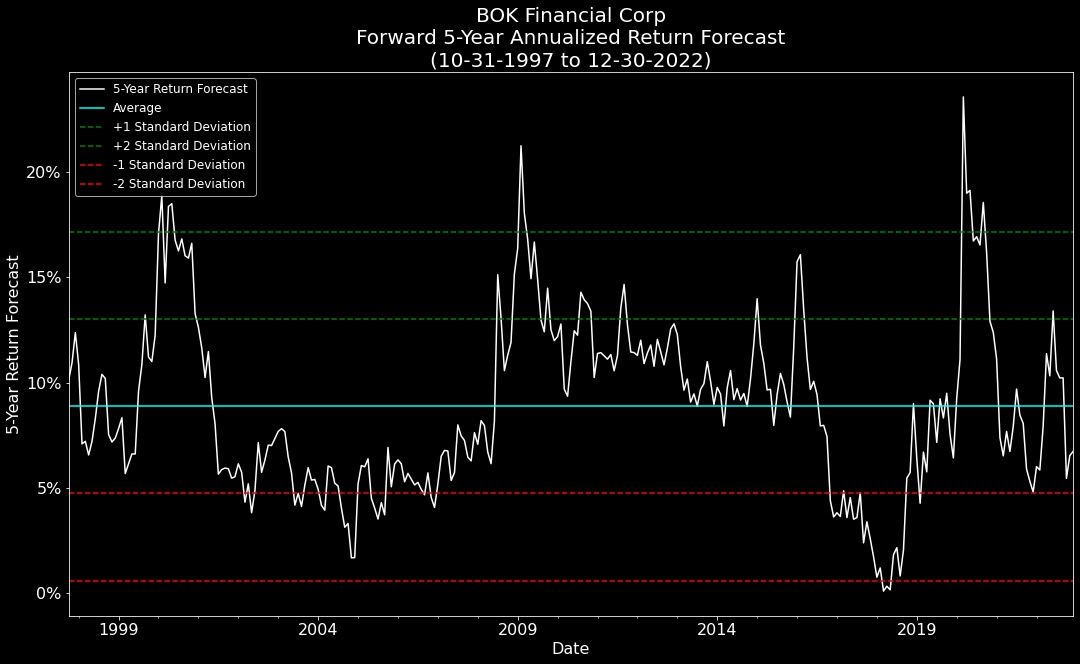 BOK Financial Corp
Forward 5-Year Annualized Return Forecast
(10-31-1997 to 12-30-2022)
5-Year Return Forecast
Average
+1 Standard Deviation
+2 Standard Deviation
-1 Standard Deviation
-2 Standard Deviation
5-Year Return Forecast
20%
15%
10%
5%
0%
1999 2004 2009 2014 2019
Date